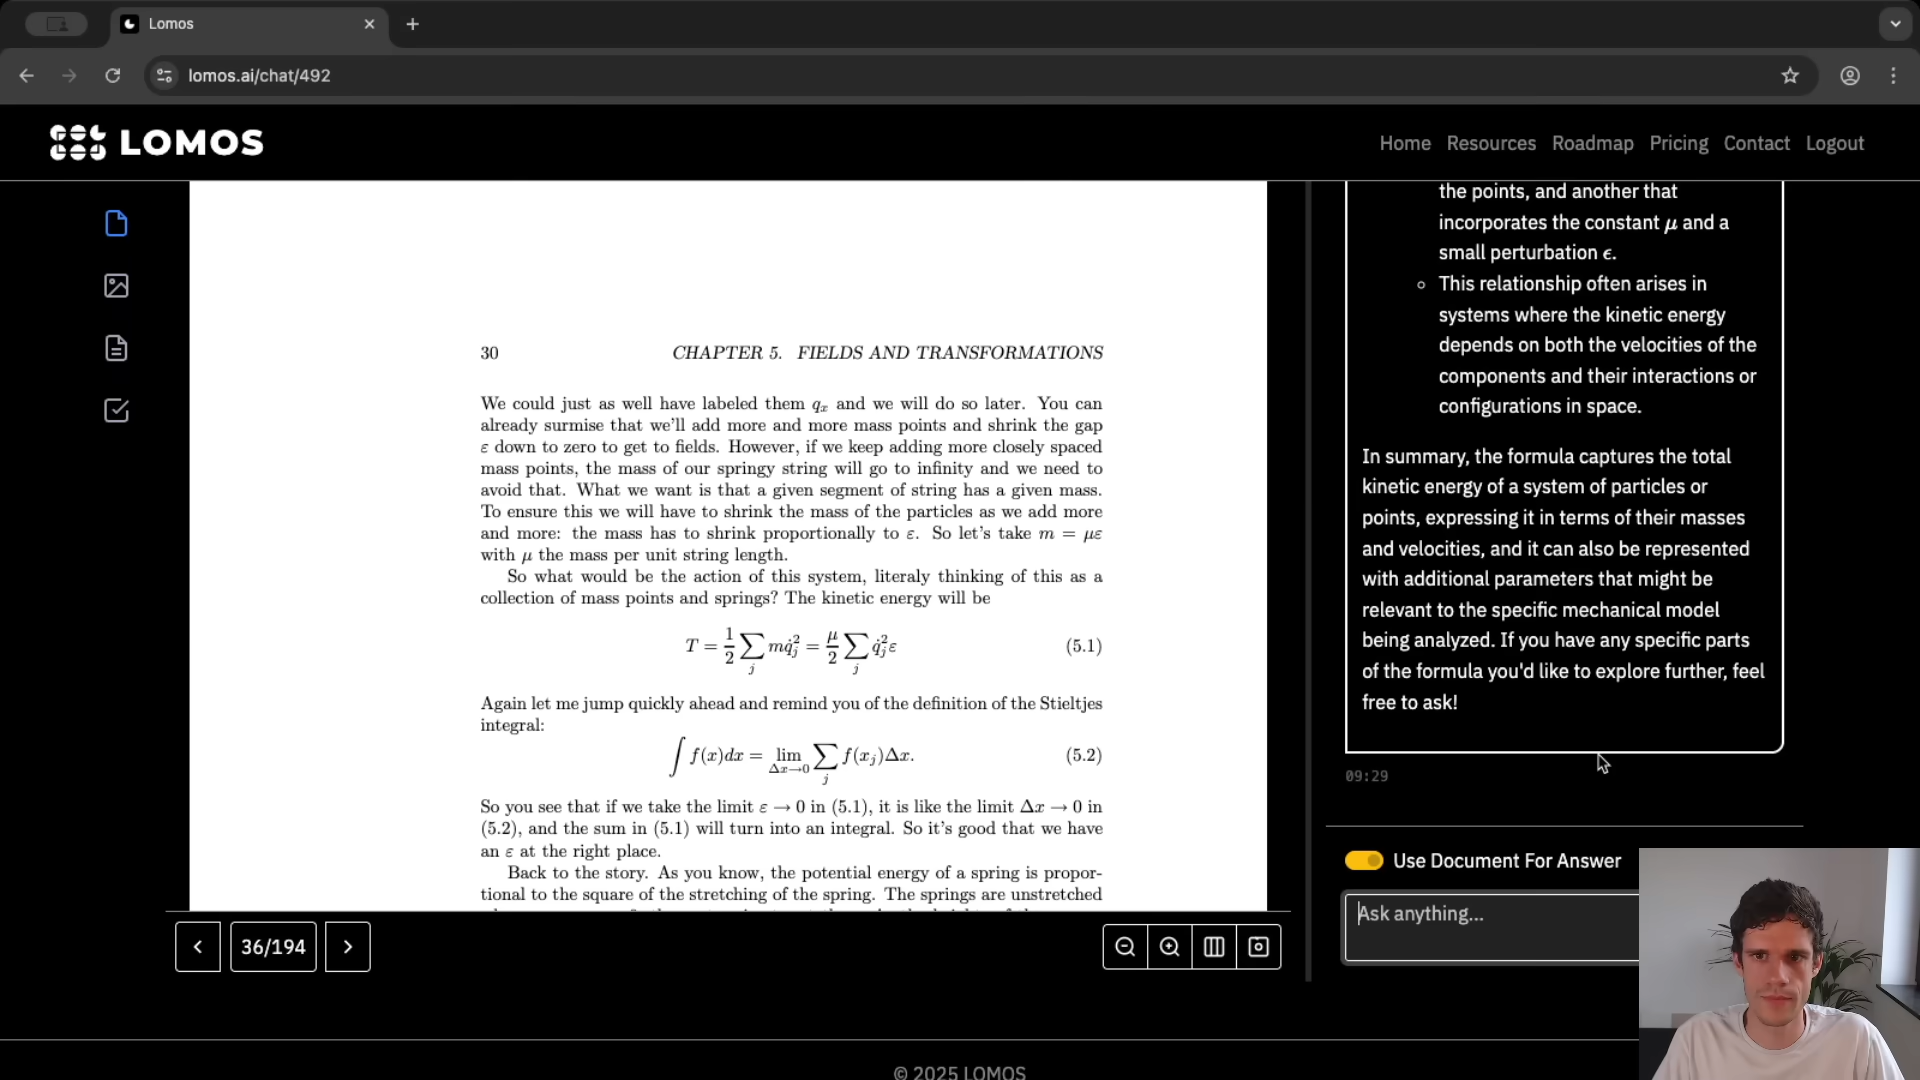 Lomos
lomos.ai/chat/492
LOMOS
Home Resources Roadmap Pricing Contact Logout
30 CHAPTER 5. FIELDS AND TRANSFORMATIONS
We could just as well have labeled them qₓ and we will do so later. You can
already surmise that we'll add more and more mass points and shrink the gap
ε down to zero to get to fields. However, if we keep adding more closely spaced
mass points, the mass of our springy string will go to infinity and we need to
avoid that. What we want is that a given segment of string has a given mass.
To ensure this we will have to shrink the mass of the particles as we add more
and more: the mass has to shrink proportionally to ε. So let's take m = με
with μ the mass per unit string length.
So what would be the action of this system, literaly thinking of this as a
collection of mass points and springs? The kinetic energy will be
T = 1/2 ∑_j m q̇_j² = μ/2 ∑_j q̇_j² ε (5.1)
Again let me jump quickly ahead and remind you of the definition of the Stieltjes
integral:
∫ f(x)dx = lim_{Δx→0} ∑_j f(x_j)Δx. (5.2)
So you see that if we take the limit ε → 0 in (5.1), it is like the limit Δx → 0 in
(5.2), and the sum in (5.1) will turn into an integral. So it's good that we have
an ε at the right place.
Back to the story. As you know, the potential energy of a spring is propor-
tional to the square of the stretching of the spring. The springs are unstretched
36/194
the points, and another that
incorporates the constant μ and a
small perturbation ϵ.
This relationship often arises in
systems where the kinetic energy
depends on both the velocities of the
components and their interactions or
configurations in space.
In summary, the formula captures the total
kinetic energy of a system of particles or
points, expressing it in terms of their masses
and velocities, and it can also be represented
with additional parameters that might be
relevant to the specific mechanical model
being analyzed. If you have any specific parts
of the formula you'd like to explore further, feel
free to ask!
09:29
Use Document For Answer
Ask anything...
© 2025 LOMOS